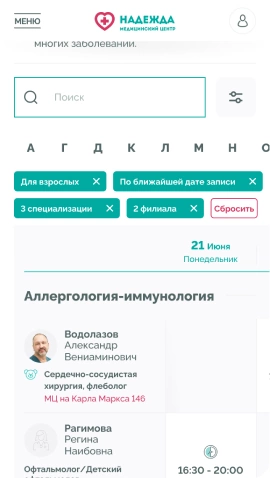 МЕНЮ
НАДЕЖДА
МЕДИЦИНСКИЙ ЦЕНТР
многих заболеваний.
Поиск
А Г Д К Л М Н О
Для взрослых ×
По ближайшей дате записи ×
3 специализации ×
2 филиала ×
Сбросить
21 Июня
Понедельник
Аллергология-иммунология
Водолазов
Александр
Вениаминович
Сердечно-сосудистая
хирургия, флеболог
МЦ на Карла Маркса 146
Рагимова
Регина
Наибовна
Офтальмолог/Детский
16:30 - 20:00